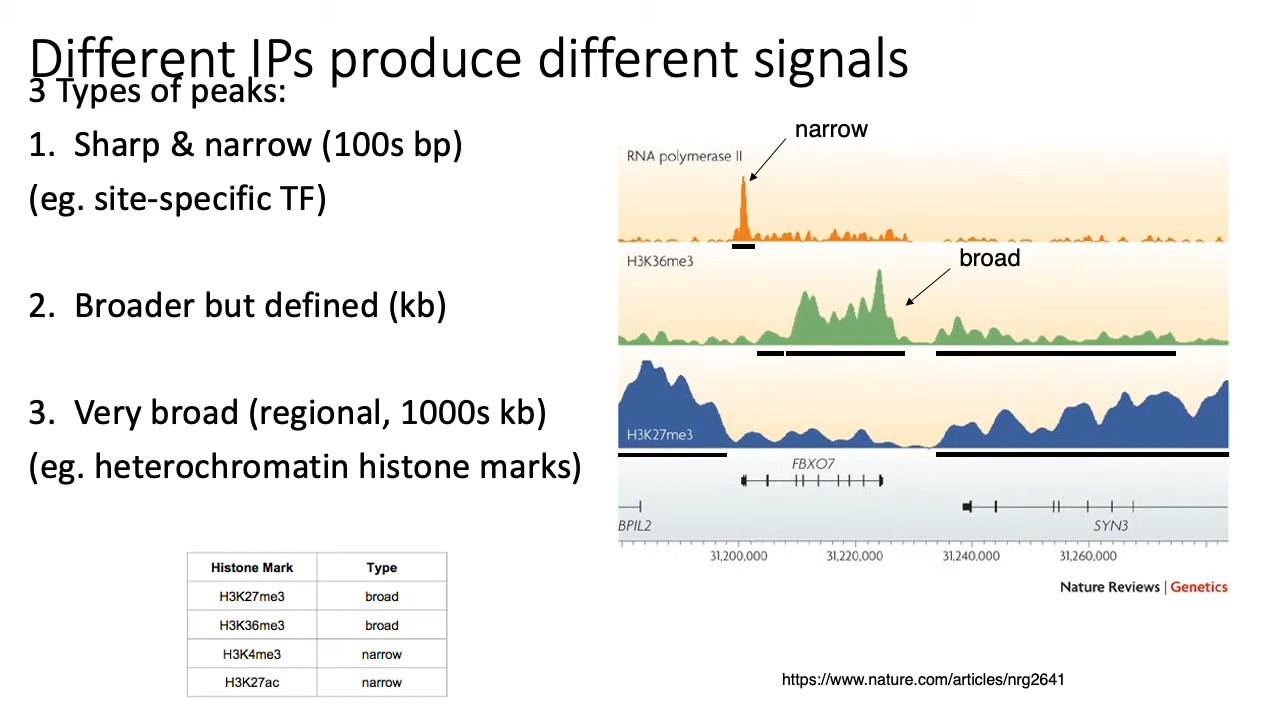 Different IPs produce different signals
3 Types of peaks:
1. Sharp & narrow (100s bp)
(eg. site-specific TF)
2. Broader but defined (kb)
3. Very broad (regional, 1000s kb)
(eg. heterochromatin histone marks)
narrow
RNA polymerase II
H3K36me3
broad
H3K27me3
FBXO7
BPIL2
SYN3
31,200,000 31,220,000 31,240,000 31,260,000
Nature Reviews | Genetics
Histone Mark Type
H3K27me3 broad
H3K36me3 broad
H3K4me3 narrow
H3K27ac narrow
https://www.nature.com/articles/nrg2641